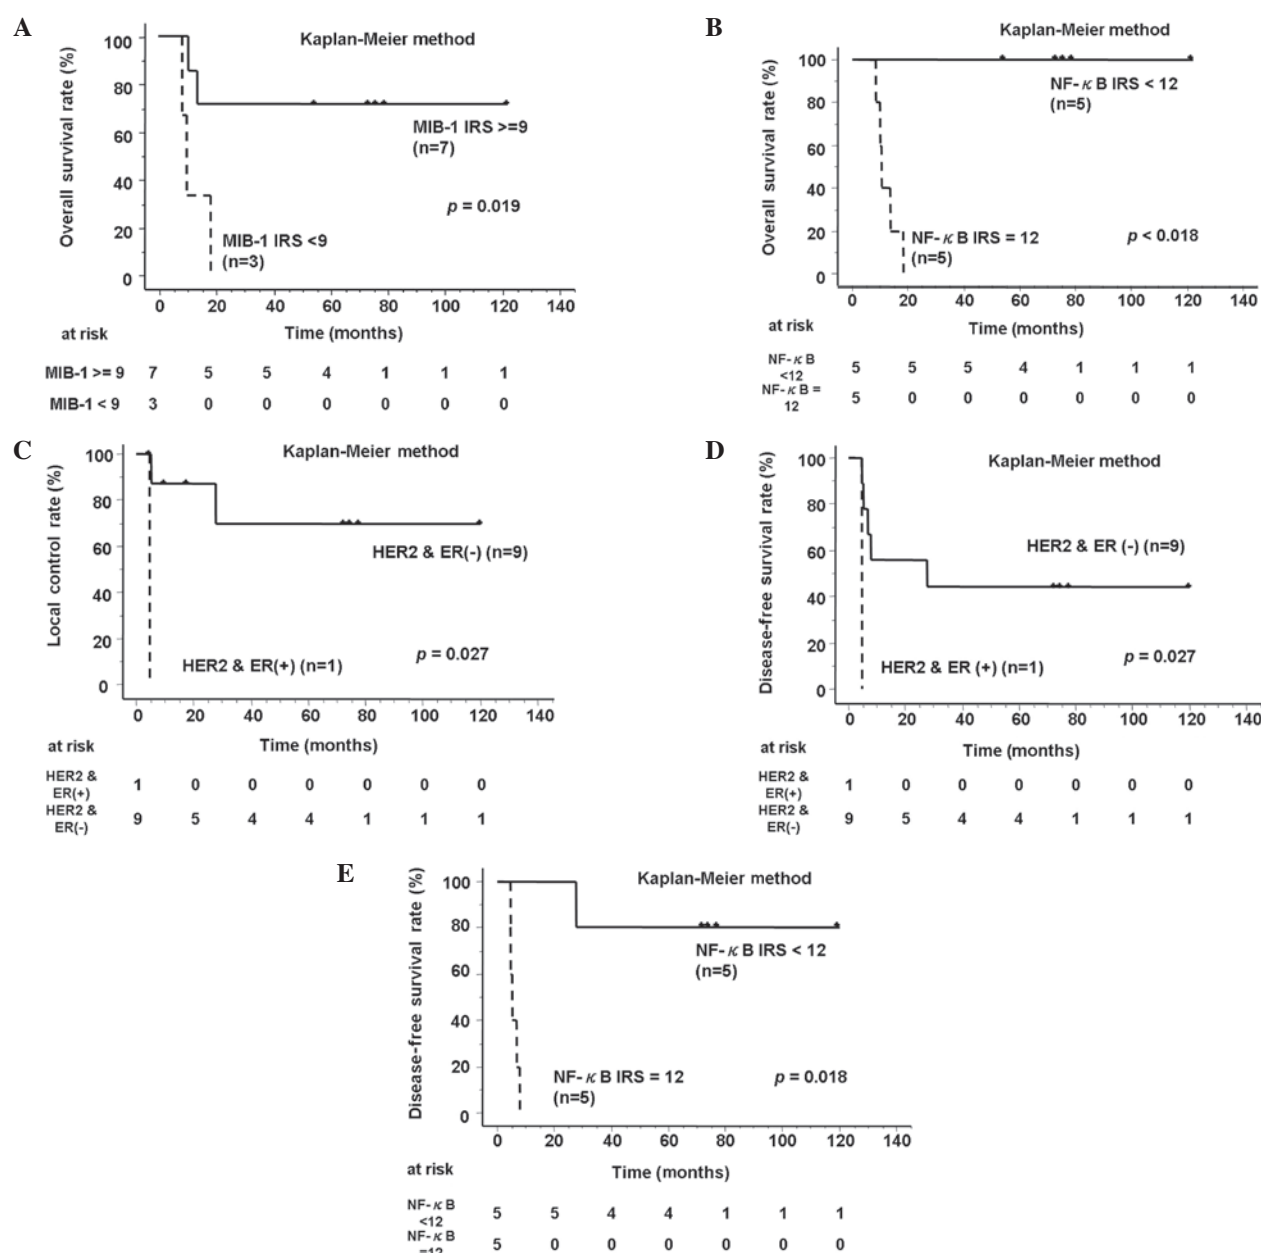 A
Kaplan-Meier method
Overall survival rate (%)
100
80
60
40
20
0
MIB-1 IRS >=9
(n=7)
p = 0.019
MIB-1 IRS <9
(n=3)
0 20 40 60 80 100 120 140
at risk
Time (months)
MIB-1 >= 9 7 5 5 4 1 1 1
MIB-1 < 9 3 0 0 0 0 0 0
B
Kaplan-Meier method
Overall survival rate (%)
100
80
60
40
20
0
NF-κB IRS < 12
(n=5)
NF-κB IRS = 12
(n=5)
p < 0.018
0 20 40 60 80 100 120 140
at risk
Time (months)
NF-κB
<12
5 5 5 4 1 1 1
NF-κB =
12
5 0 0 0 0 0 0
C
Kaplan-Meier method
Local control rate (%)
100
80
60
40
20
0
HER2 & ER(-) (n=9)
HER2 & ER(+) (n=1)
p = 0.027
0 20 40 60 80 100 120 140
at risk
Time (months)
HER2 &
ER(+)
1 0 0 0 0 0 0
HER2 &
ER(-)
9 5 4 4 1 1 1
D
Kaplan-Meier method
Disease-free survival rate (%)
100
80
60
40
20
0
HER2 & ER (-) (n=9)
HER2 & ER (+) (n=1)
p = 0.027
0 20 40 60 80 100 120 140
at risk
Time (months)
HER2 &
ER(+)
1 0 0 0 0 0 0
HER2 &
ER(-)
9 5 4 4 1 1 1
E
Kaplan-Meier method
Disease-free survival rate (%)
100
80
60
40
20
0
NF-κB IRS < 12
(n=5)
NF-κB IRS = 12
(n=5)
p = 0.018
0 20 40 60 80 100 120 140
at risk
Time (months)
NF-κB
<12
5 5 4 4 1 1 1
NF-κB
=12
5 0 0 0 0 0 0